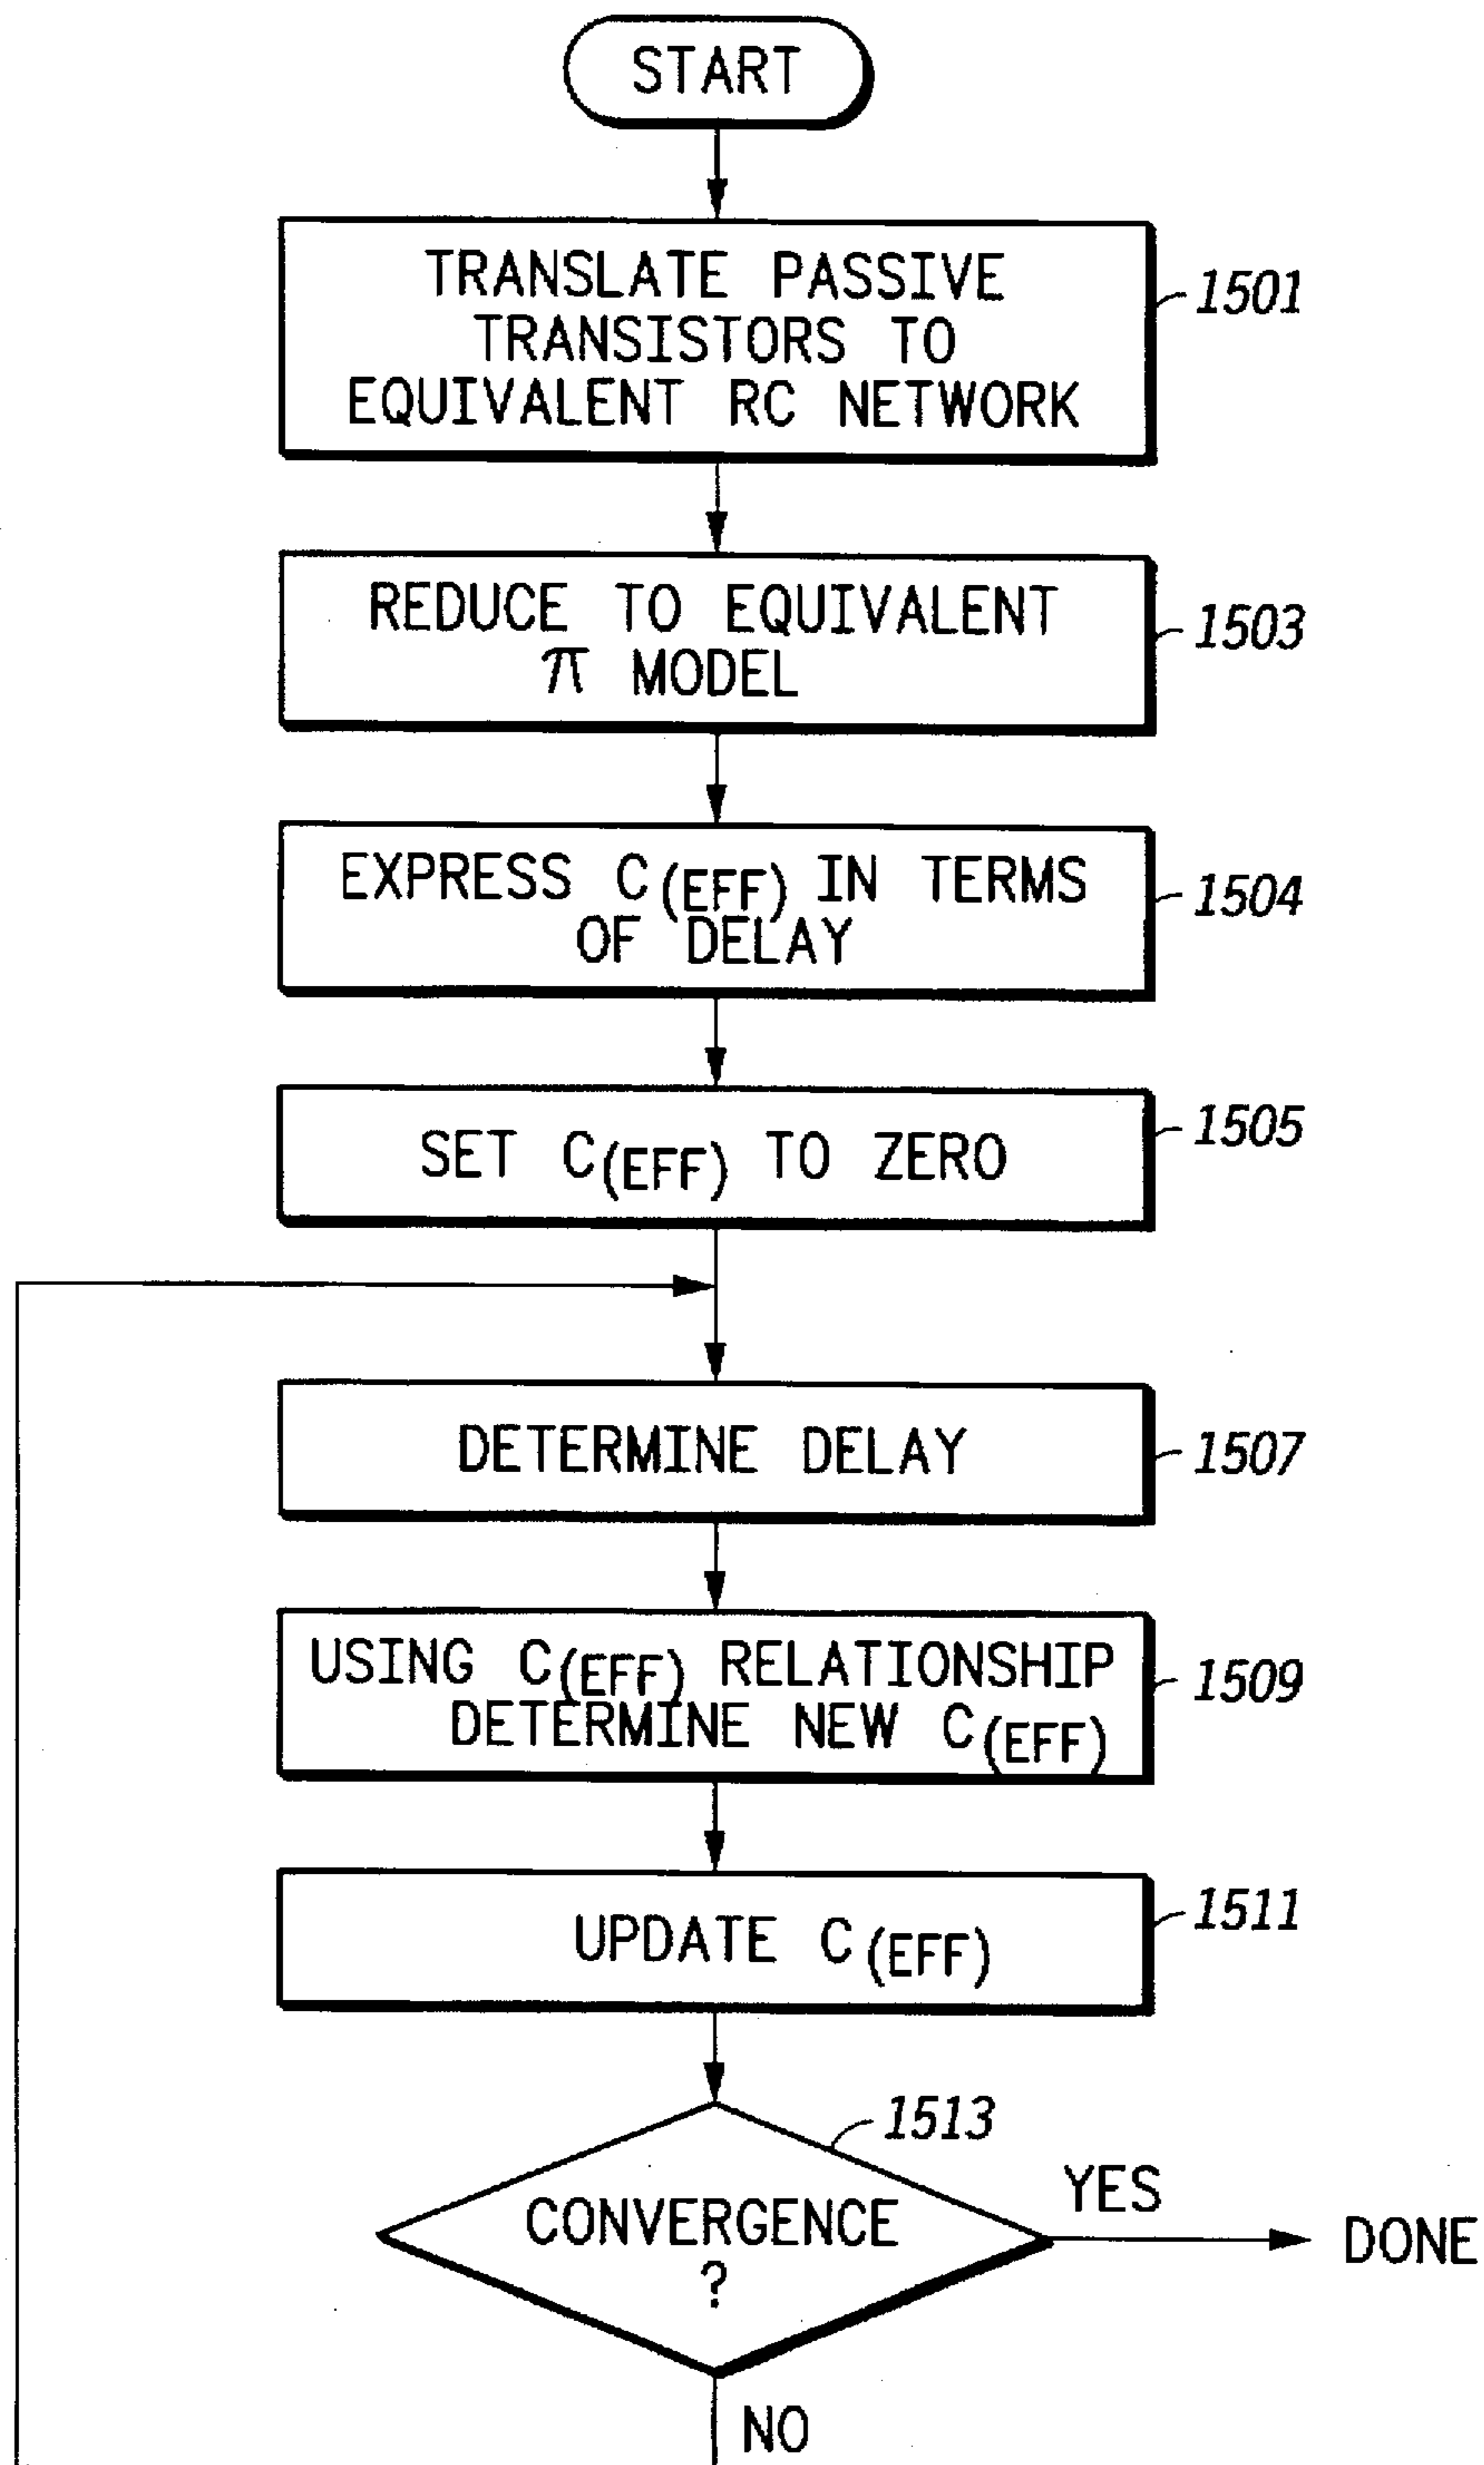 START
TRANSLATE PASSIVE
TRANSISTORS TO
EQUIVALENT RC NETWORK
1501
REDUCE TO EQUIVALENT
π MODEL
1503
EXPRESS C(EFF) IN TERMS
OF DELAY
1504
SET C(EFF) TO ZERO
1505
DETERMINE DELAY
1507
USING C(EFF) RELATIONSHIP
DETERMINE NEW C(EFF)
1509
UPDATE C(EFF)
1511
1513
CONVERGENCE
?
YES
DONE
NO